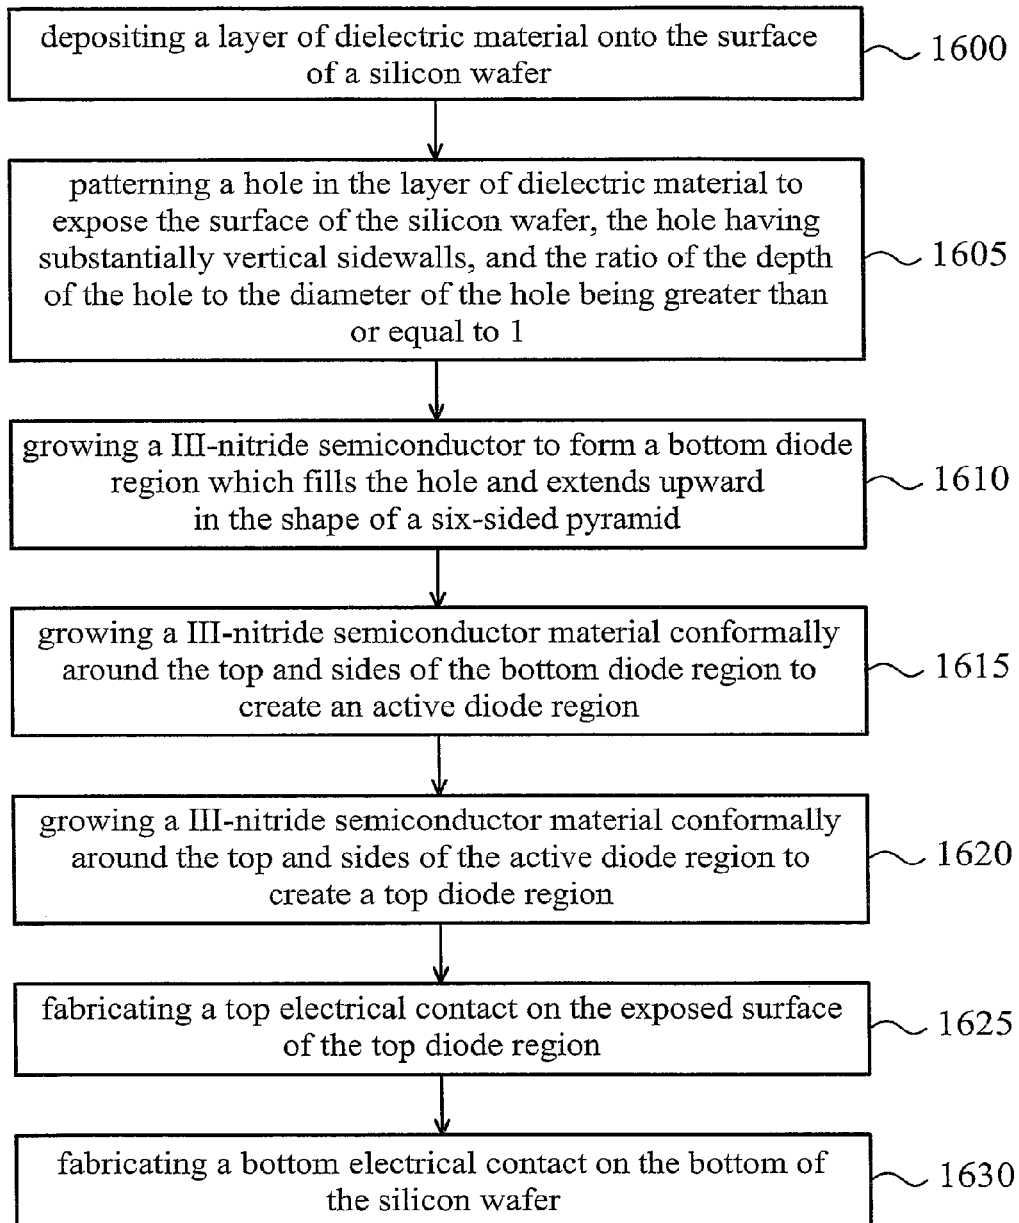 depositing a layer of dielectric material onto the surface
of a silicon wafer
1600
patterning a hole in the layer of dielectric material to
expose the surface of the silicon wafer, the hole having
substantially vertical sidewalls, and the ratio of the depth
of the hole to the diameter of the hole being greater than
or equal to 1
1605
growing a III-nitride semiconductor to form a bottom diode
region which fills the hole and extends upward
in the shape of a six-sided pyramid
1610
growing a III-nitride semiconductor material conformally
around the top and sides of the bottom diode region to
create an active diode region
1615
growing a III-nitride semiconductor material conformally
around the top and sides of the active diode region to
create a top diode region
1620
fabricating a top electrical contact on the exposed surface
of the top diode region
1625
fabricating a bottom electrical contact on the bottom of
the silicon wafer
1630